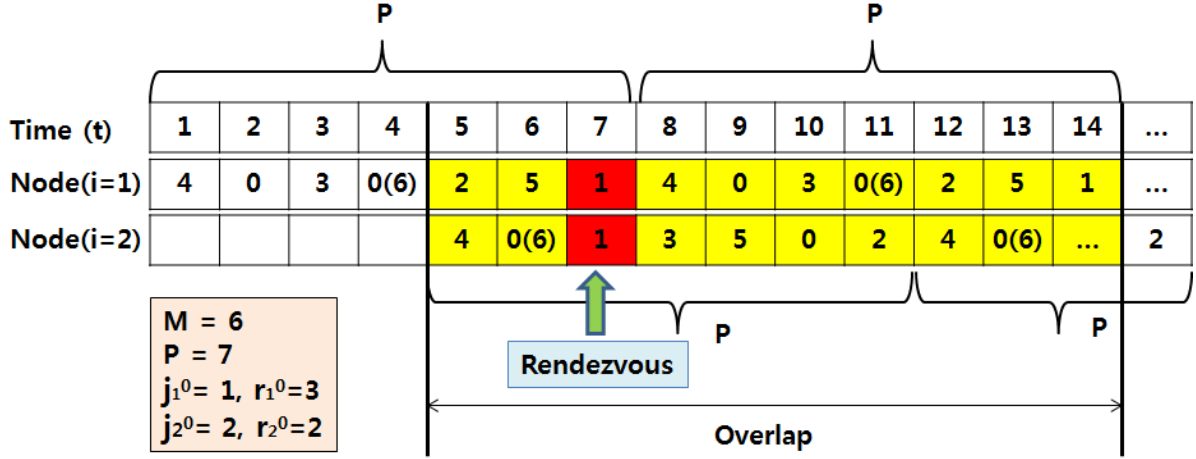 P P
Time (t) 1 2 3 4 5 6 7 8 9 10 11 12 13 14 ...
Node(i=1) 4 0 3 0(6) 2 5 1 4 0 3 0(6) 2 5 1 ...
Node(i=2) 4 0(6) 1 3 5 0 2 4 0(6) ... 2
P P
M = 6
P = 7
j₁⁰= 1, r₁⁰=3
j₂⁰= 2, r₂⁰=2
Rendezvous
Overlap